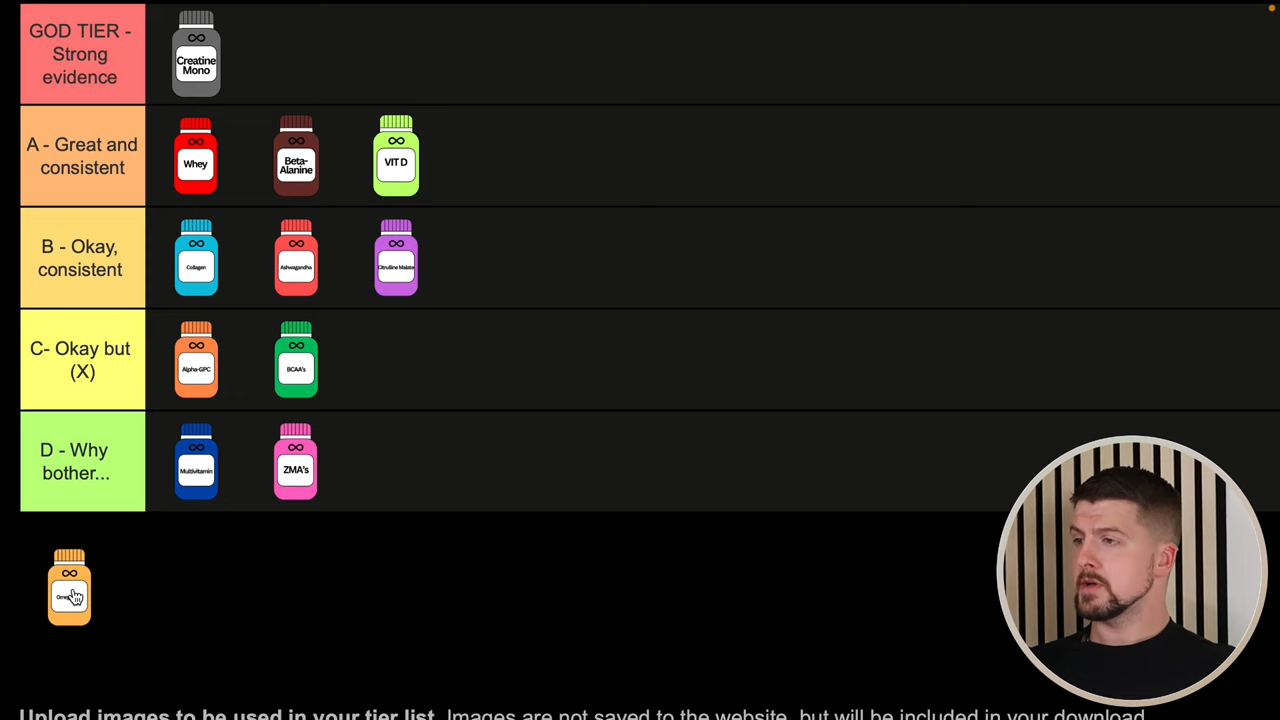 GOD TIER -
Strong
evidence
Creatine
Mono
A - Great and
consistent
Whey
Beta-
Alanine
VIT D
B - Okay,
consistent
Collagen
Ashwagandha
Citrulline Malate
C- Okay but
(X)
Alpha-GPC
BCAA's
D - Why
bother...
Multivitamin
ZMA's
Upload images to be used in your tier list. Images are not saved to the website, but will be included in your download